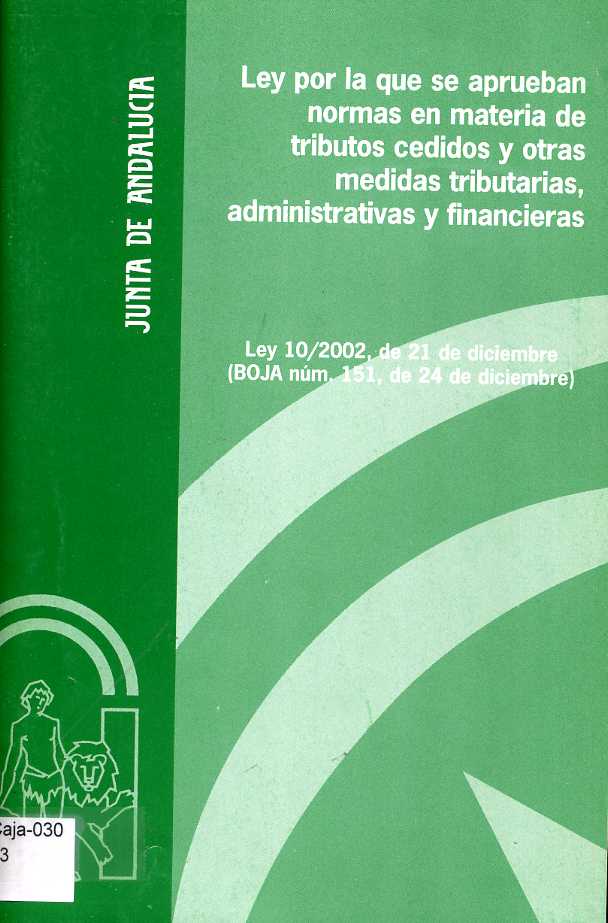 JUNTA DE ANDALUCIA
Ley por la que se aprueban
normas en materia de
tributos cedidos y otras
medidas tributarias,
administrativas y financieras
Ley 10/2002, de 21 de diciembre
(BOJA núm. 151, de 24 de diciembre)
Caja-030
3